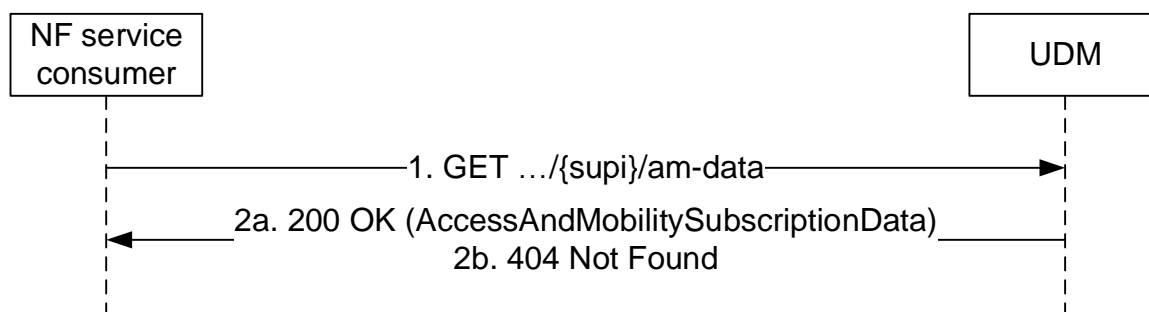 NF service
consumer
UDM
1. GET …/{supi}/am-data
2a. 200 OK (AccessAndMobilitySubscriptionData)
2b. 404 Not Found